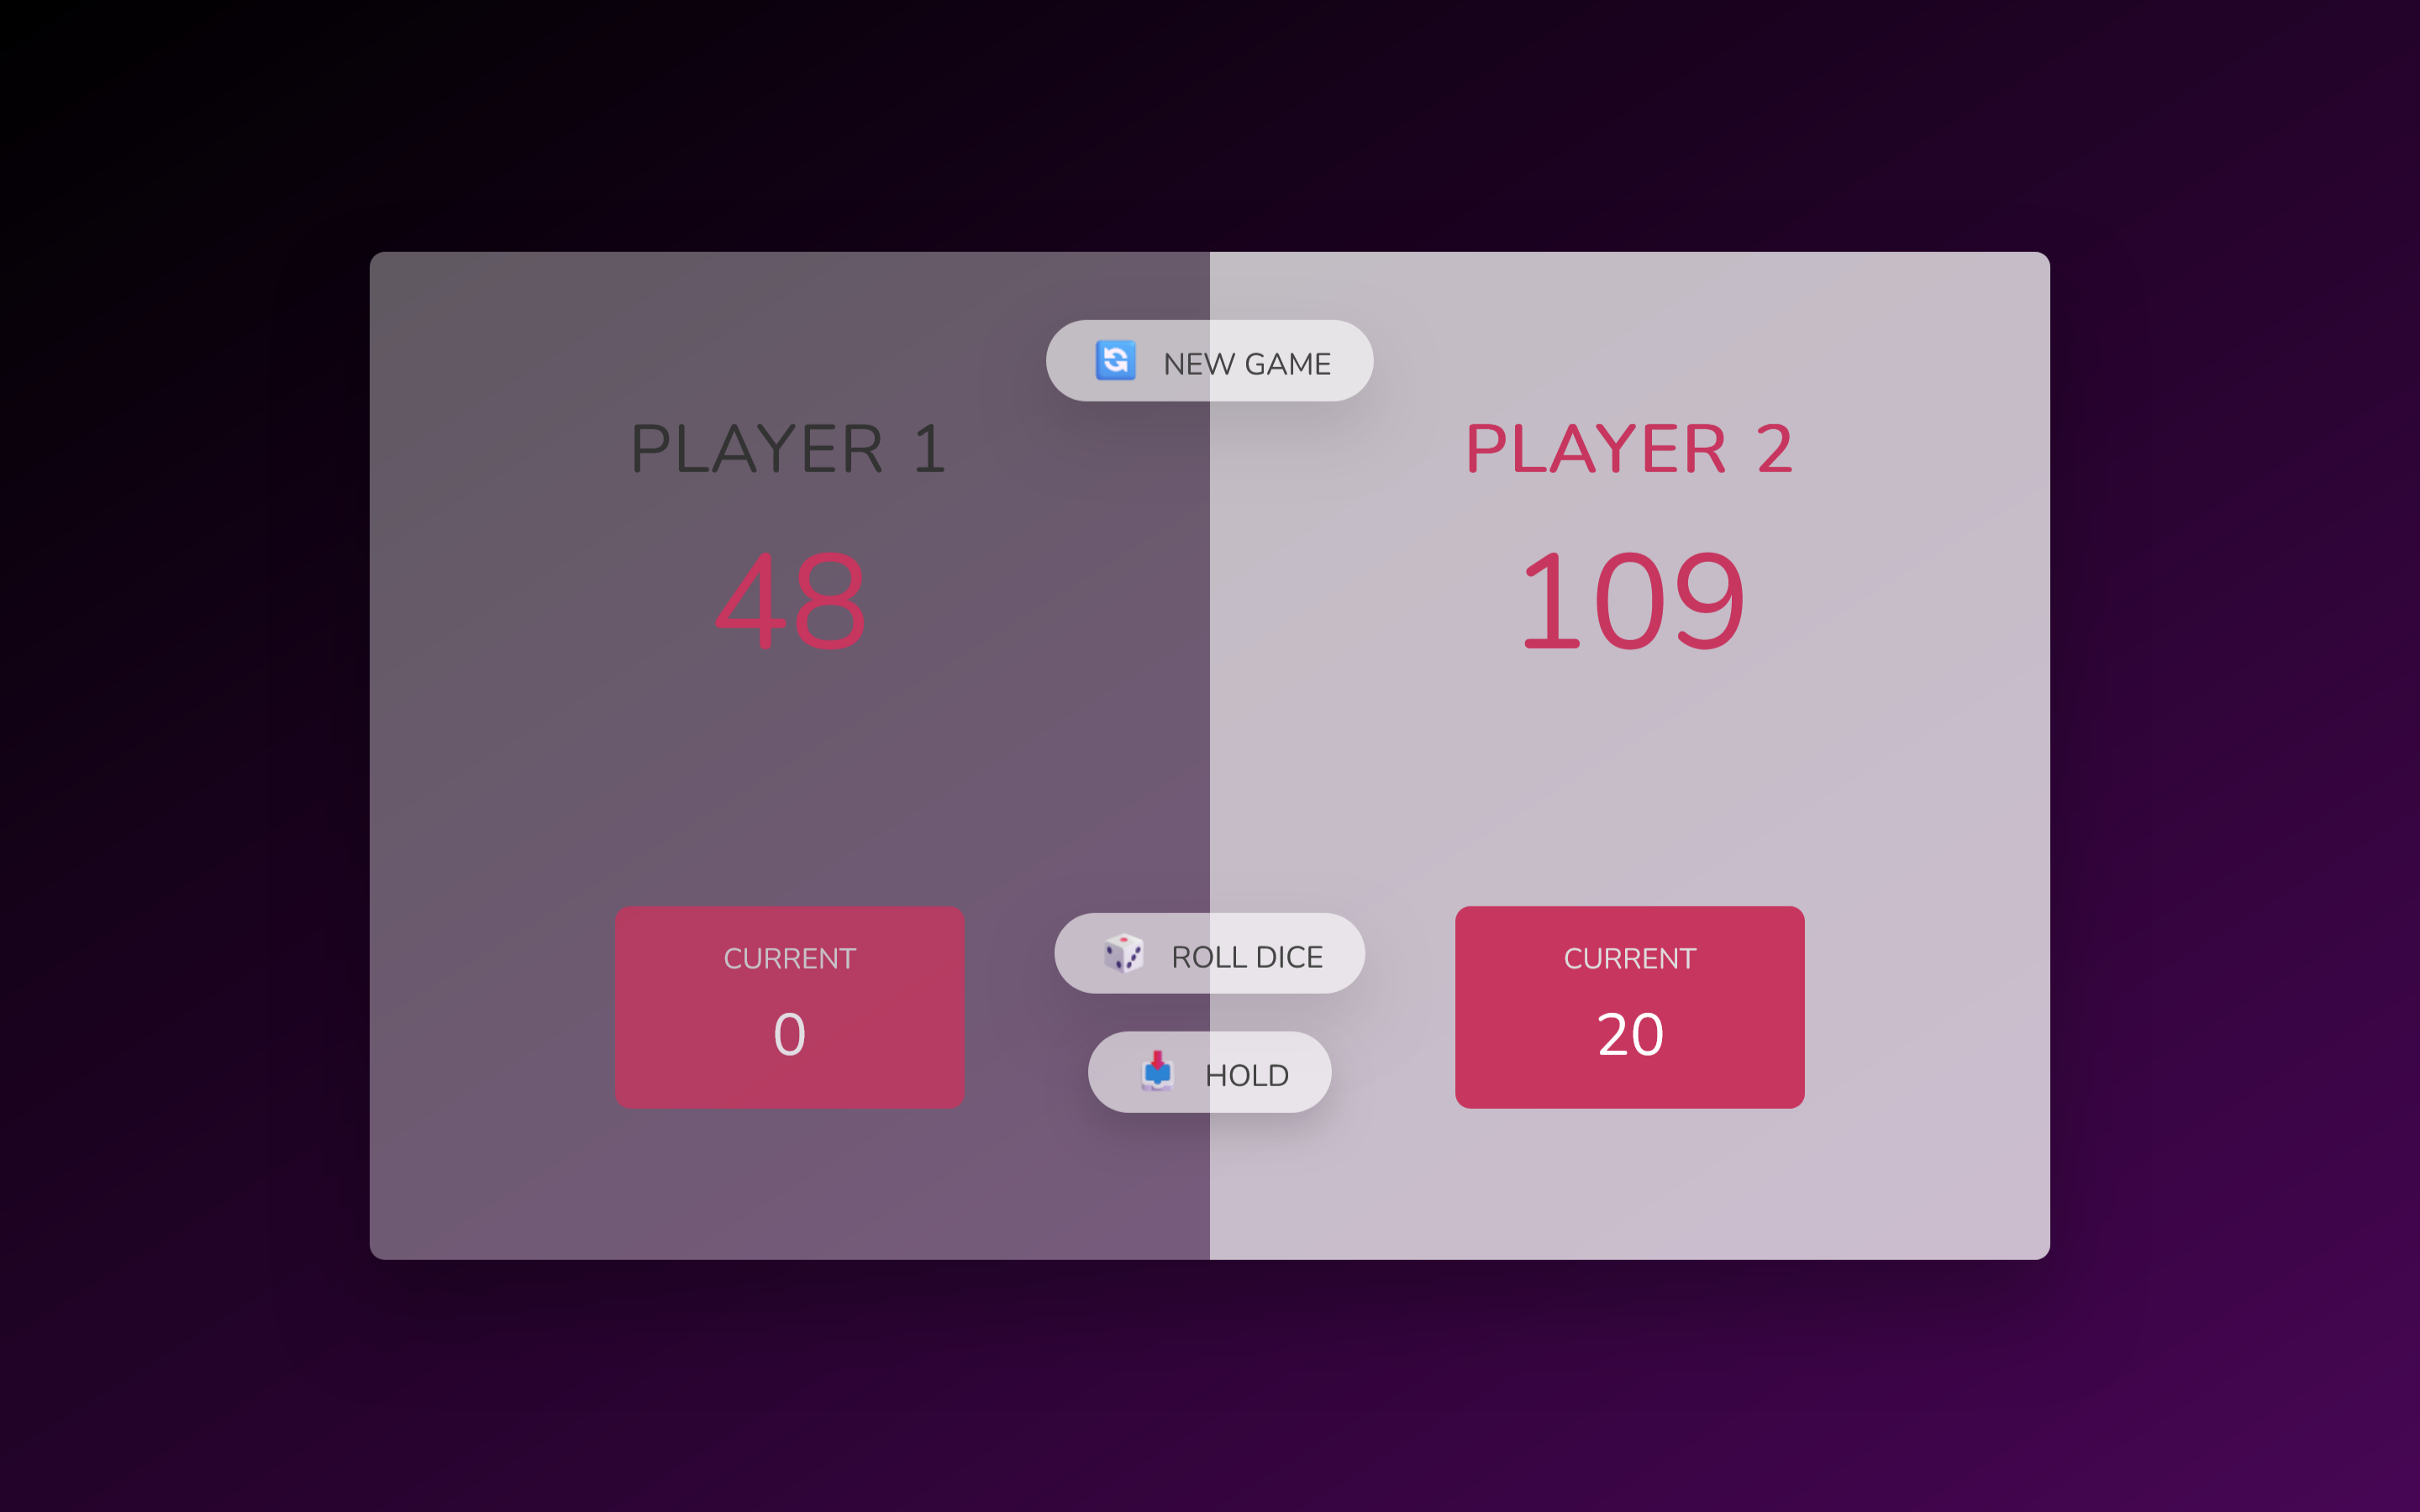 NEW GAME
PLAYER 1
48
CURRENT
0
PLAYER 2
109
CURRENT
20
ROLL DICE
HOLD